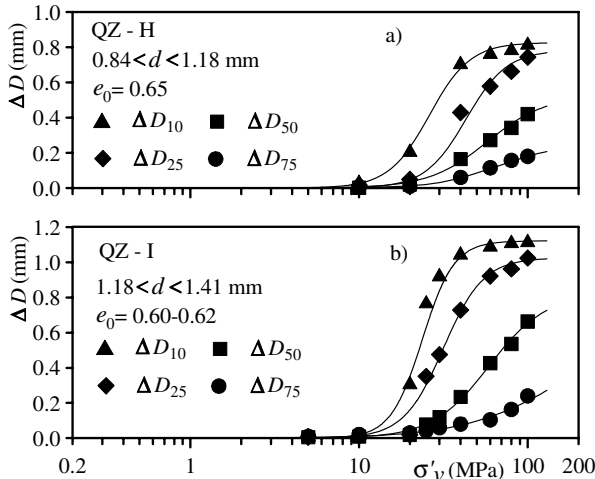 QZ - H
a)
0.84<d<1.18 mm
e₀= 0.65
ΔD₁₀ ΔD₅₀
ΔD₂₅ ΔD₇₅
ΔD (mm)
1.0
0.8
0.6
0.4
0.2
0.0
QZ - I
b)
1.18<d<1.41 mm
e₀= 0.60-0.62
ΔD₁₀ ΔD₅₀
ΔD₂₅ ΔD₇₅
ΔD (mm)
1.2
1.0
0.8
0.6
0.4
0.2
0.0
0.2 1 10 100 200
σ'ᵥ (MPa)